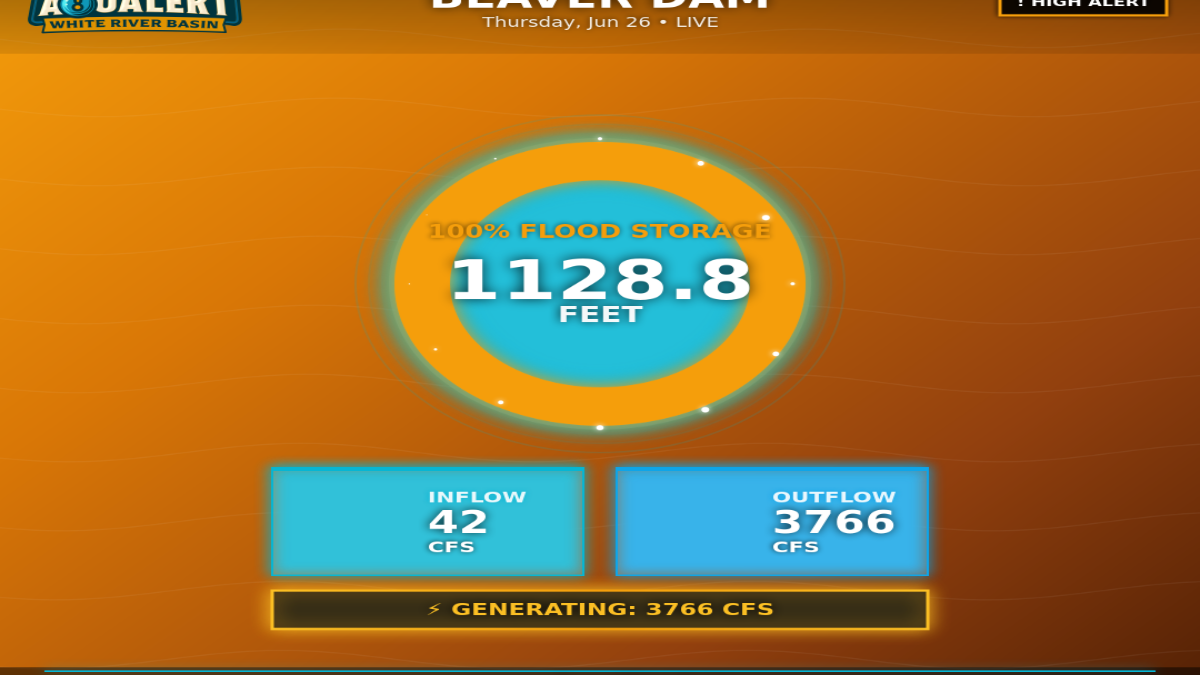 AQUALERT
8
WHITE RIVER BASIN
BEAVER DAM
Thursday, Jun 26 • LIVE
! HIGH ALERT
100% FLOOD STORAGE
1128.8
FEET
INFLOW
42
CFS
OUTFLOW
3766
CFS
⚡ GENERATING: 3766 CFS